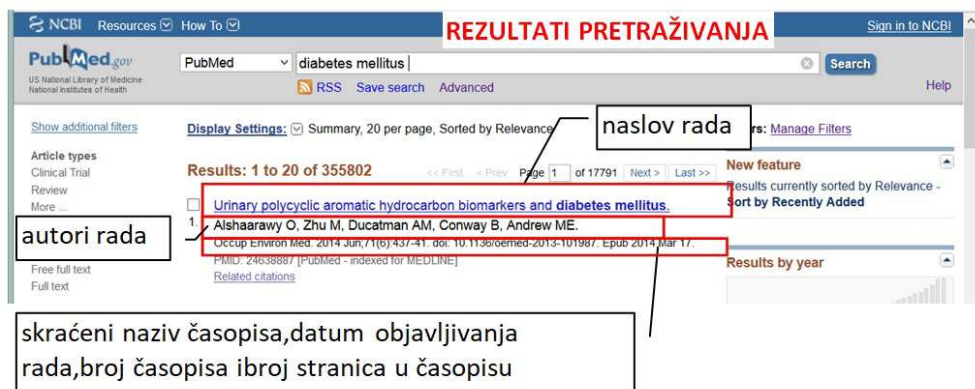 NCBI Resources How To REZULTATI PRETRAŽIVANJA Sign in to NCBI
PubMed.gov
US National Library of Medicine
National Institutes of Health
PubMed diabetes mellitus Search
RSS Save search Advanced Help
Show additional filters
Display Settings: Summary, 20 per page, Sorted by Relevance
naslov rada
rs: Manage Filters
Article types
Clinical Trial
Review
More ...
Results: 1 to 20 of 355802 << First < Prev Page 1 of 17791 Next > Last >>
New feature
Results currently sorted by Relevance -
Sort by Recently Added
Urinary polycyclic aromatic hydrocarbon biomarkers and diabetes mellitus.
1. Alshaarawy O, Zhu M, Ducatman AM, Conway B, Andrew ME.
autori rada
Occup Environ Med. 2014 Jun;71(6):437-41. doi: 10.1136/oemed-2013-101987. Epub 2014 Mar 17.
PMID: 24638887 [PubMed - indexed for MEDLINE]
Related citations
Free full text
Full text
Results by year
skraćeni naziv časopisa,datum objavljivanja
rada,broj časopisa ibroj stranica u časopisu